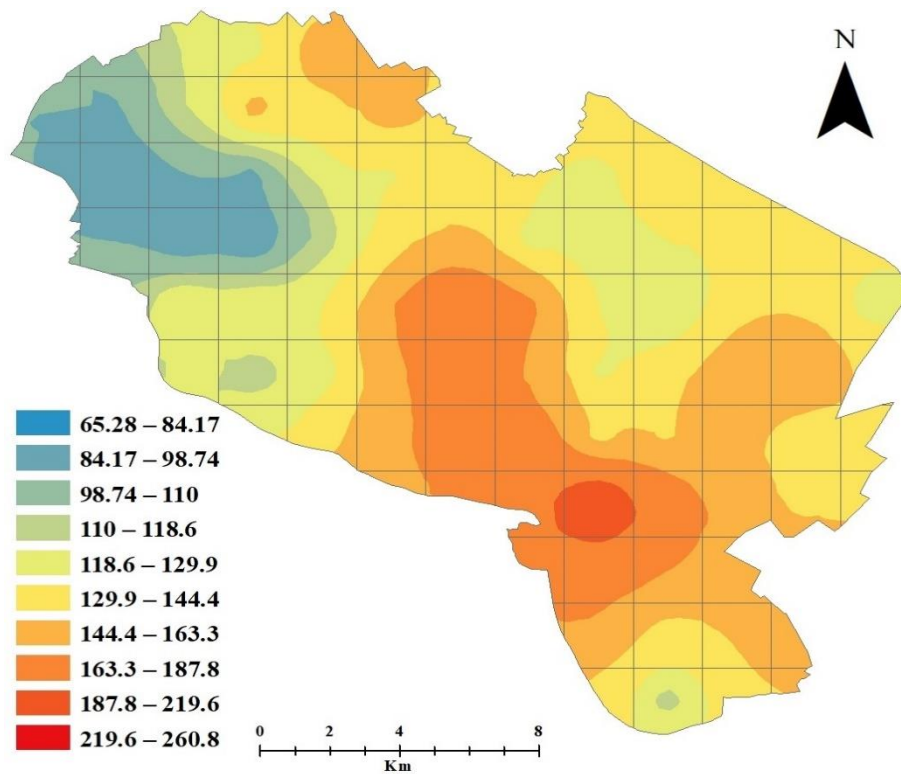 N
65.28 – 84.17
84.17 – 98.74
98.74 – 110
110 – 118.6
118.6 – 129.9
129.9 – 144.4
144.4 – 163.3
163.3 – 187.8
187.8 – 219.6
219.6 – 260.8
0 2 4 8
Km